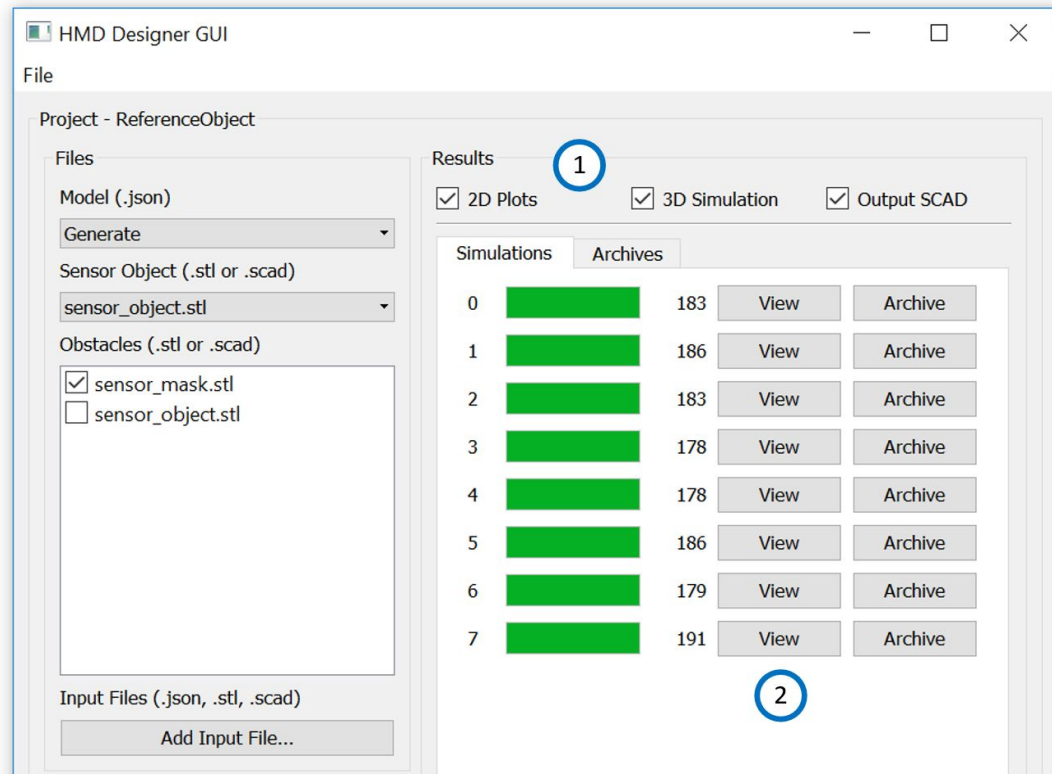 HMD Designer GUI
File
Project - ReferenceObject
Files
Model (.json)
Generate
Sensor Object (.stl or .scad)
sensor_object.stl
Obstacles (.stl or .scad)
sensor_mask.stl
sensor_object.stl
Input Files (.json, .stl, .scad)
Add Input File...
Results
1
2D Plots 3D Simulation Output SCAD
Simulations Archives
0 183 View Archive
1 186 View Archive
2 183 View Archive
3 178 View Archive
4 178 View Archive
5 186 View Archive
6 179 View Archive
7 191 View Archive
2